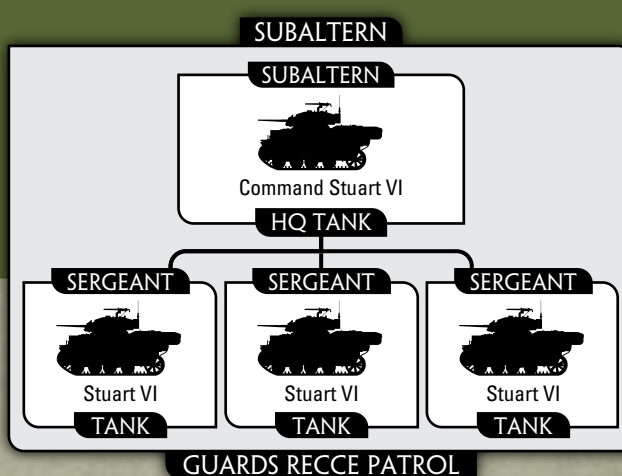 SUBALTERN
SUBALTERN
Command Stuart VI
HQ TANK
SERGEANT SERGEANT SERGEANT
Stuart VI Stuart VI Stuart VI
TANK TANK TANK
GUARDS RECCE PATROL